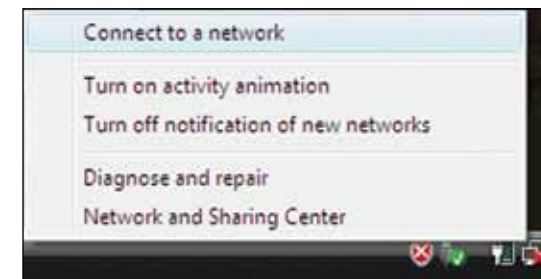 Connect to a network
Turn on activity animation
Turn off notification of new networks
Diagnose and repair
Network and Sharing Center